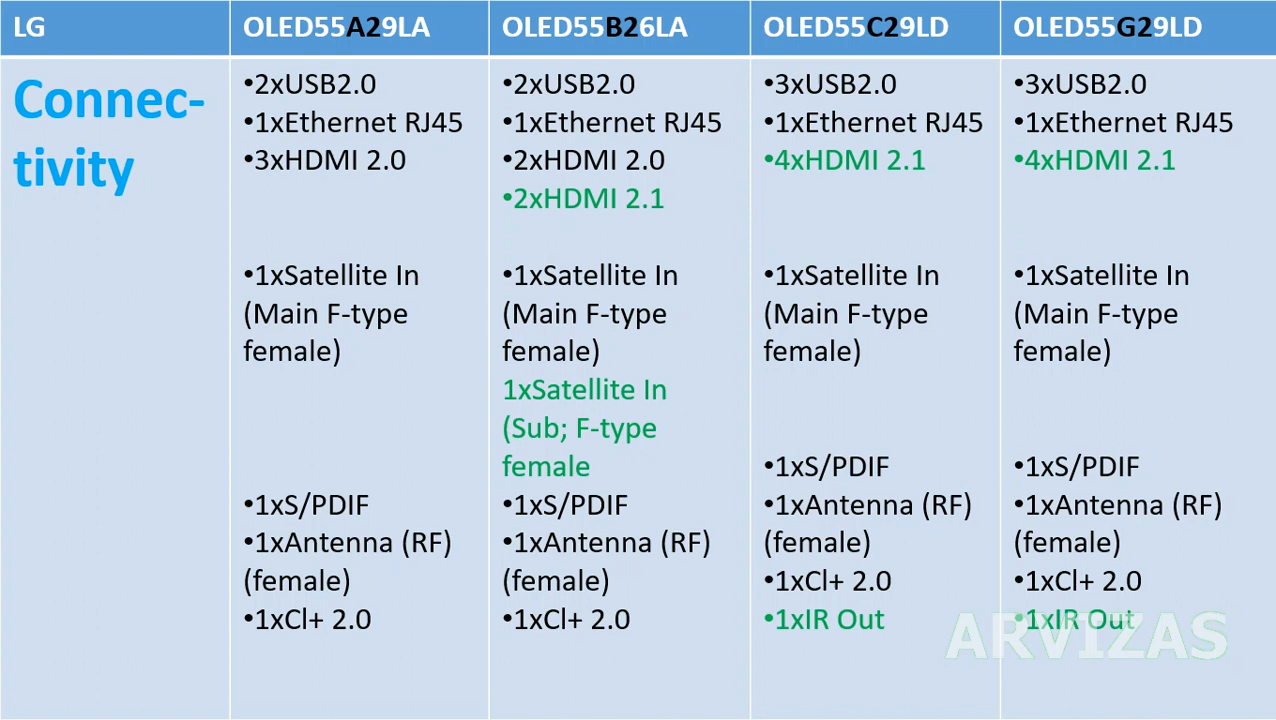 LG
OLED55A29LA
OLED55B26LA
OLED55C29LD
OLED55G29LD
Connec-
tivity
•2xUSB2.0
•1xEthernet RJ45
•3xHDMI 2.0
•1xSatellite In
(Main F-type
female)
•1xS/PDIF
•1xAntenna (RF)
(female)
•1xCl+ 2.0
•2xUSB2.0
•1xEthernet RJ45
•2xHDMI 2.0
•2xHDMI 2.1
•1xSatellite In
(Main F-type
female)
1xSatellite In
(Sub; F-type
female
•1xS/PDIF
•1xAntenna (RF)
(female)
•1xCl+ 2.0
•3xUSB2.0
•1xEthernet RJ45
•4xHDMI 2.1
•1xSatellite In
(Main F-type
female)
•1xS/PDIF
•1xAntenna (RF)
(female)
•1xCl+ 2.0
•1xIR Out
•3xUSB2.0
•1xEthernet RJ45
•4xHDMI 2.1
•1xSatellite In
(Main F-type
female)
•1xS/PDIF
•1xAntenna (RF)
(female)
•1xCl+ 2.0
•1xIR Out
ARVIZAS